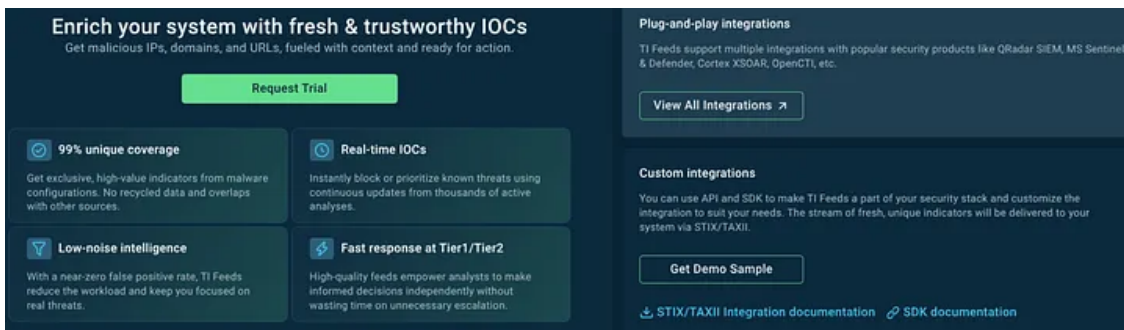 Enrich your system with fresh & trustworthy IOCs
Get malicious IPs, domains, and URLs, fueled with context and ready for action.
Request Trial
99% unique coverage
Get exclusive, high-value indicators from malware
configurations. No recycled data and overlaps
with other sources.
Real-time IOCs
Instantly block or prioritize known threats using
continuous updates from thousands of active
analyses.
Low-noise intelligence
With a near-zero false positive rate, TI Feeds
reduce the workload and keep you focused on
real threats.
Fast response at Tier1/Tier2
High-quality feeds empower analysts to make
informed decisions independently without
wasting time on unnecessary escalation.
Plug-and-play integrations
TI Feeds support multiple integrations with popular security products like QRadar SIEM, MS Sentinel
& Defender, Cortex XSOAR, OpenCTI, etc.
View All Integrations
Custom integrations
You can use API and SDK to make TI Feeds a part of your security stack and customize the
integration to suit your needs. The stream of fresh, unique indicators will be delivered to your
system via STIX/TAXII.
Get Demo Sample
STIX/TAXII Integration documentation SDK documentation